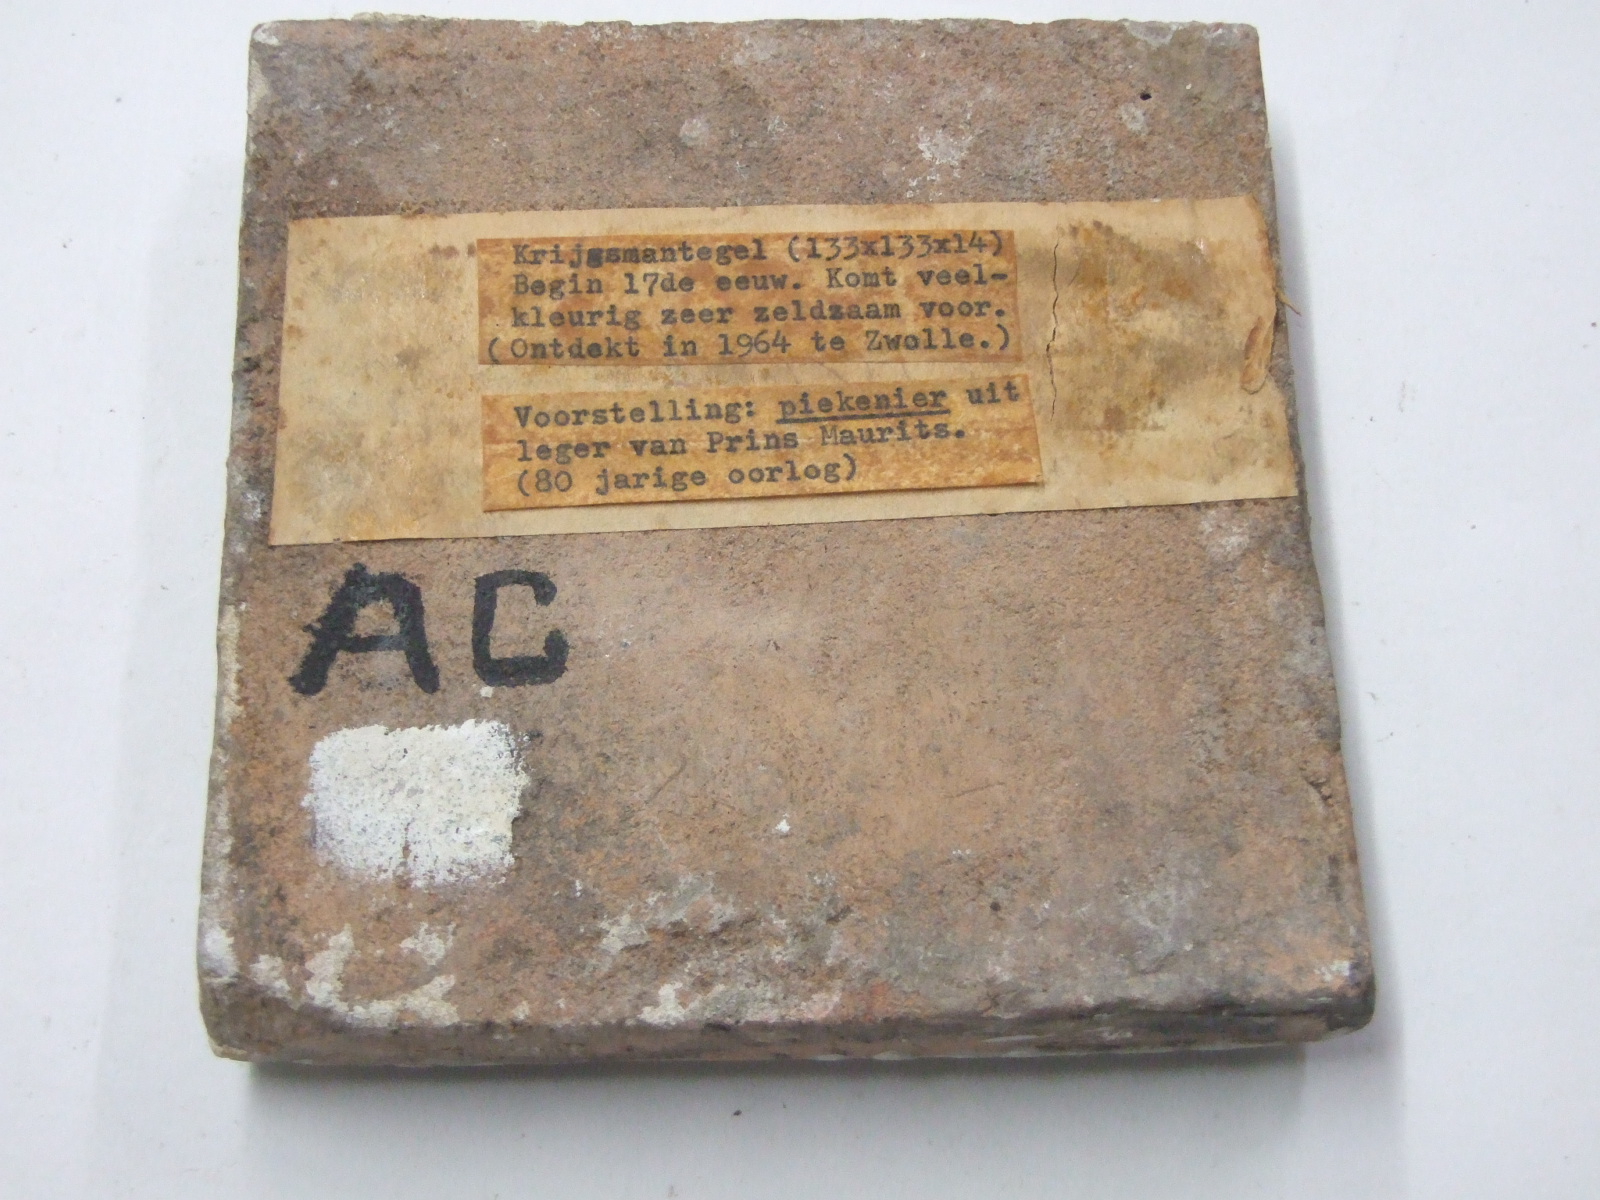 Krijgsmantegel (133x133x14)
Begin 17de eeuw. Komt veel-
kleurig zeer zeldzaam voor.
(Ontdekt in 1964 te Zwolle.)
Voorstelling: piekenier uit
leger van Prins Maurits.
(80 jarige oorlog)
AC